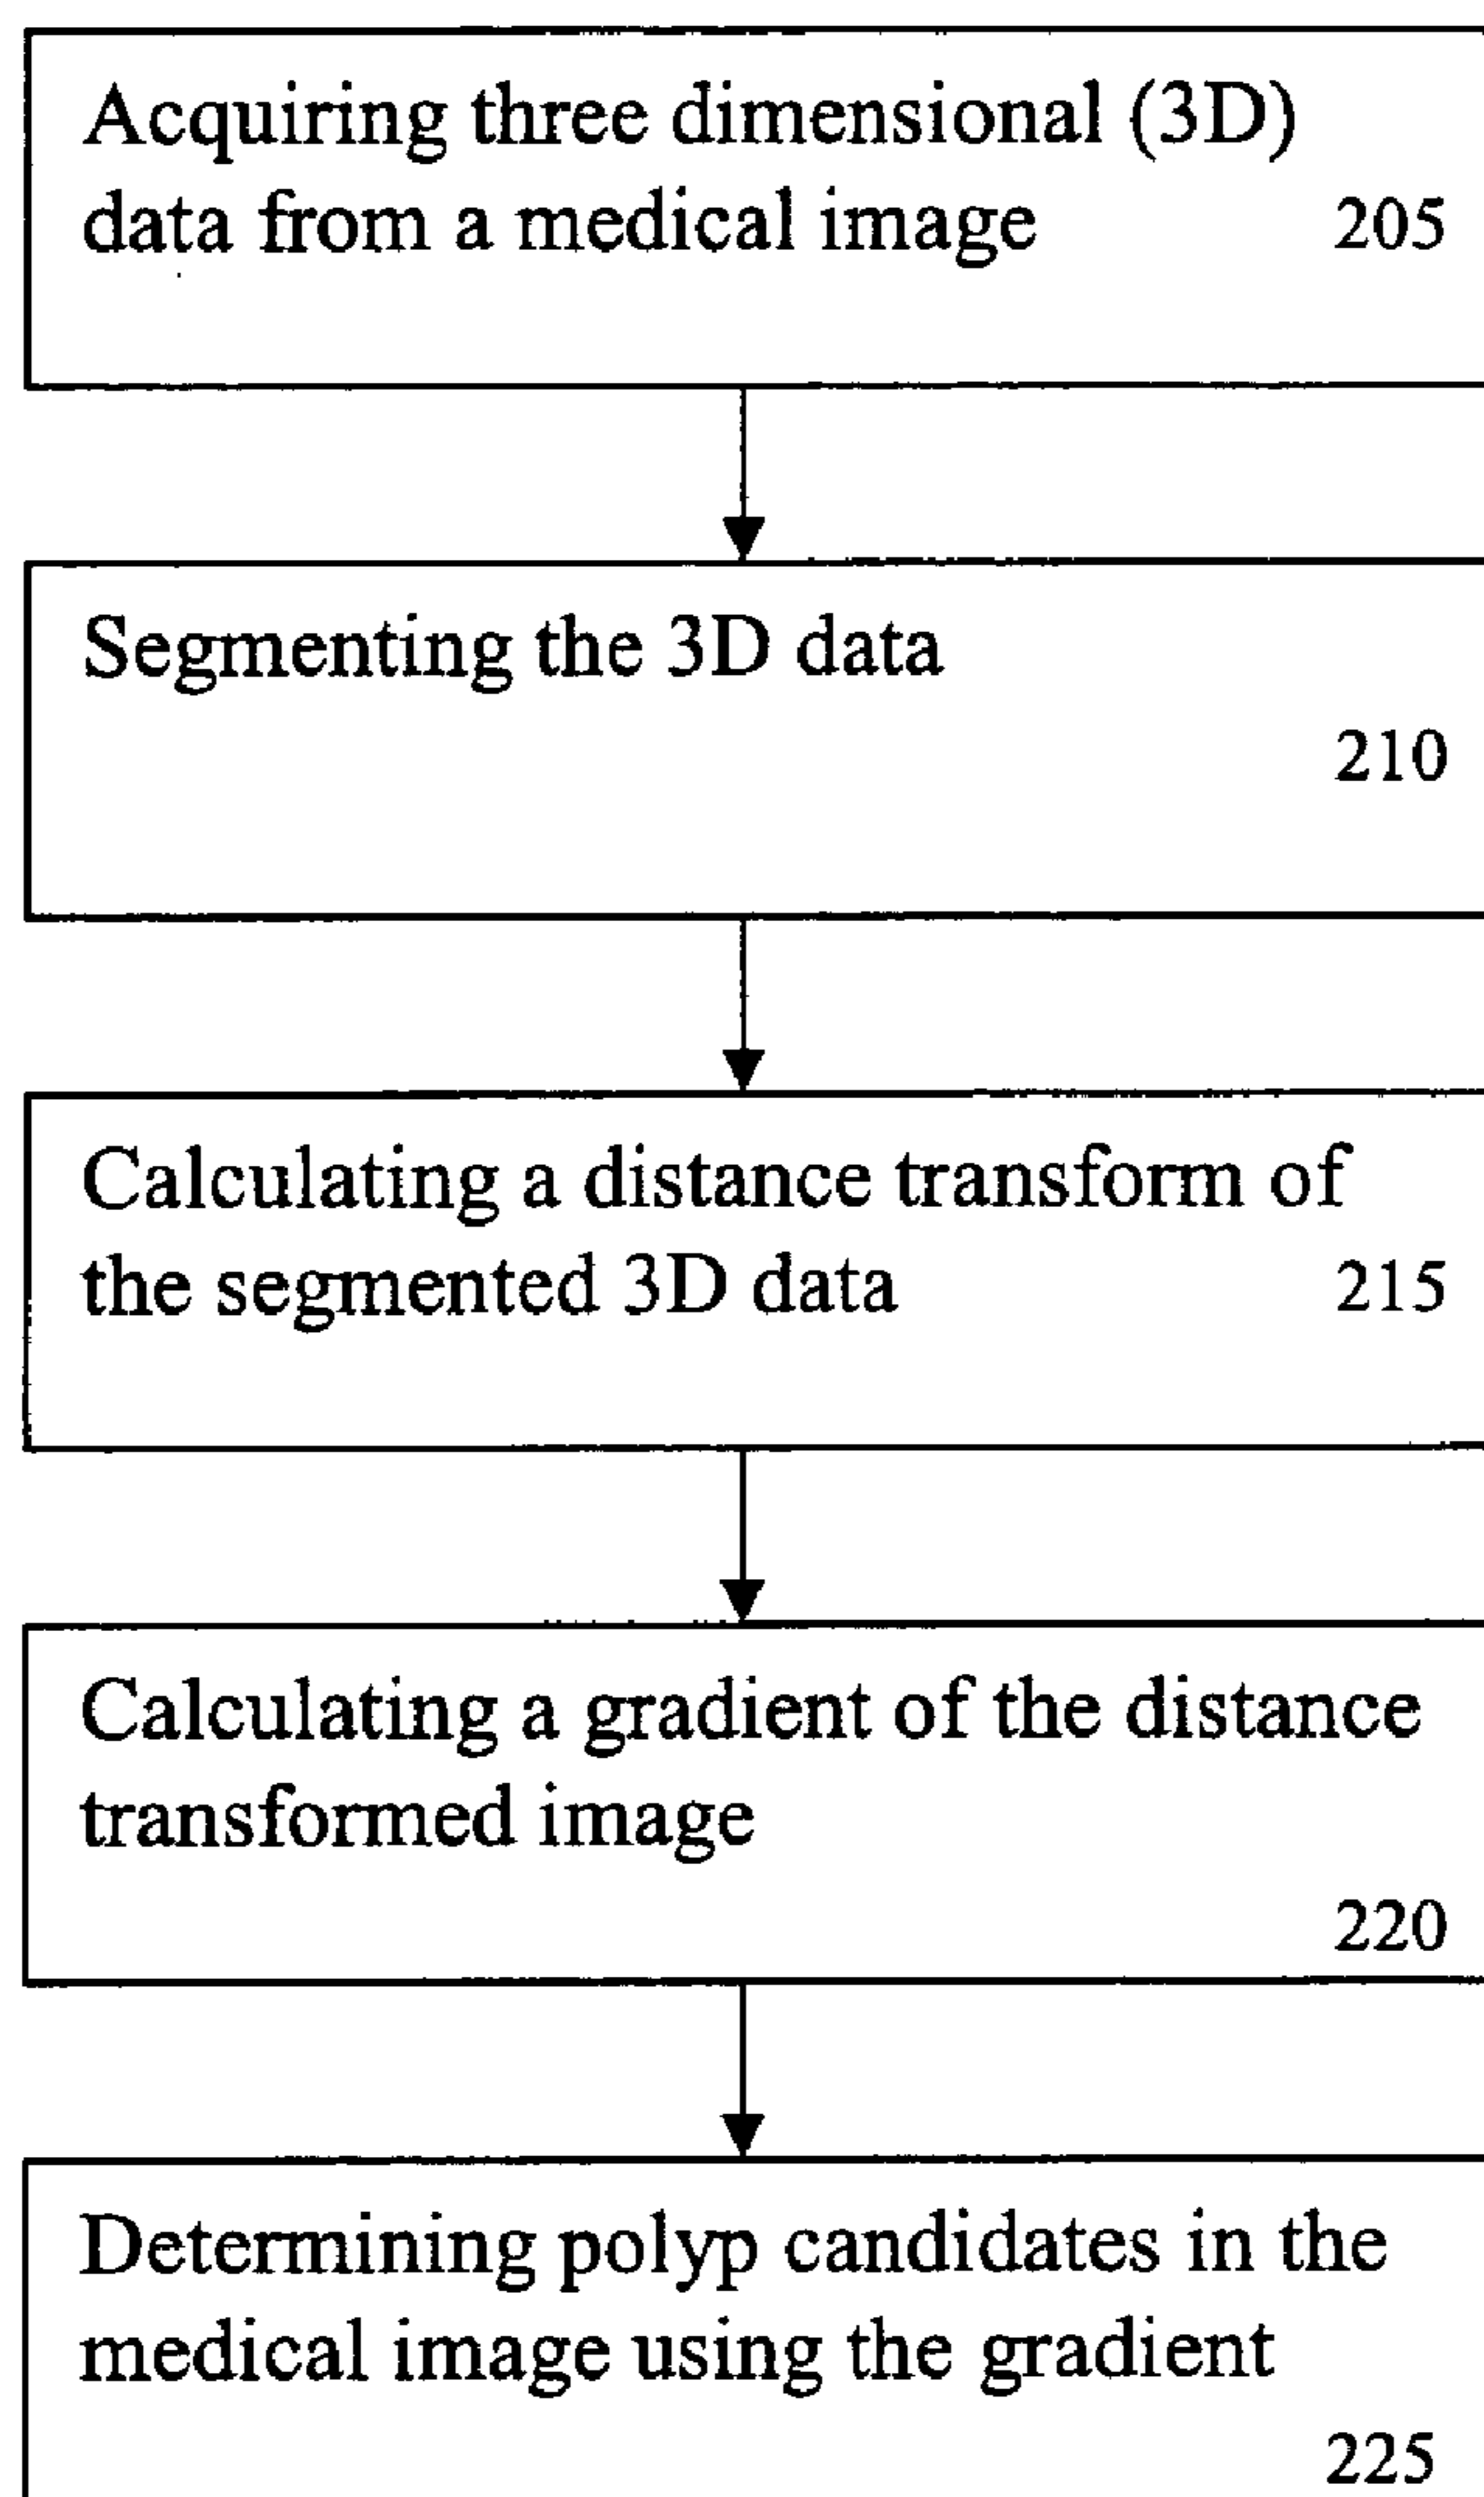 Acquiring three dimensional (3D)
data from a medical image 205
Segmenting the 3D data
210
Calculating a distance transform of
the segmented 3D data 215
Calculating a gradient of the distance
transformed image
220
Determining polyp candidates in the
medical image using the gradient
225